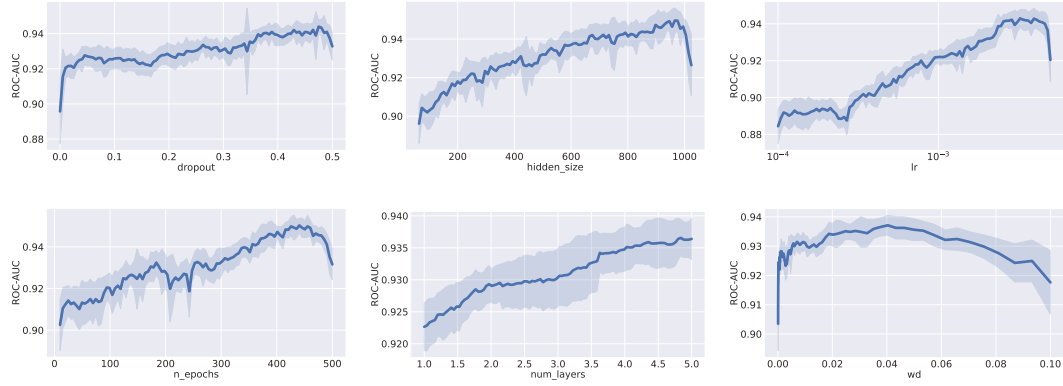 ROC-AUC
0.94
0.92
0.90
0.88
0.0 0.1 0.2 0.3 0.4 0.5
dropout
ROC-AUC
0.94
0.92
0.90
200 400 600 800 1000
hidden_size
ROC-AUC
0.94
0.92
0.90
0.88
10⁻⁴ 10⁻³
lr
ROC-AUC
0.94
0.92
0.90
0 100 200 300 400 500
n_epochs
ROC-AUC
0.940
0.935
0.930
0.925
0.920
1.0 1.5 2.0 2.5 3.0 3.5 4.0 4.5 5.0
num_layers
ROC-AUC
0.94
0.93
0.92
0.91
0.90
0.00 0.02 0.04 0.06 0.08 0.10
wd